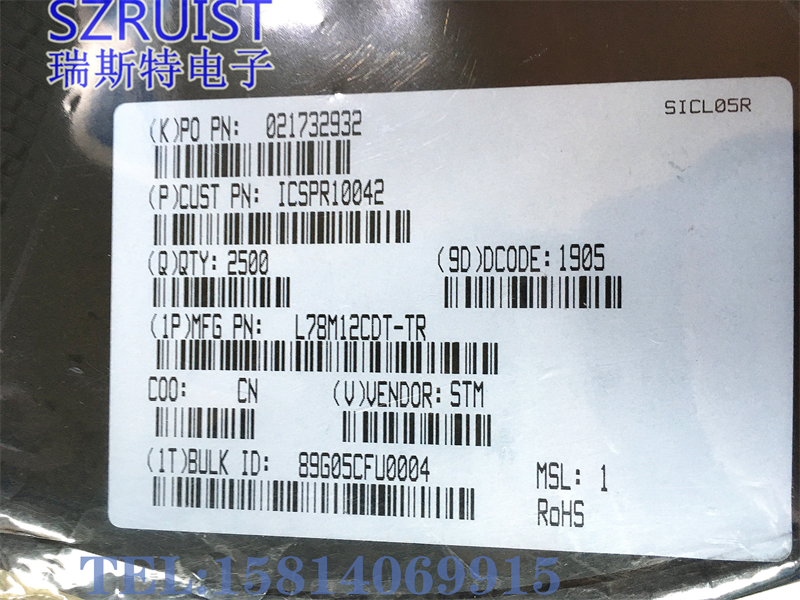 SZRUIST
瑞斯特电子
SICL05R
(K)PO PN: 021732932
(P)CUST PN: ICSPR10042
(Q)QTY: 2500 (9D)DCODE: 1905
(1P)MFG PN: L78M12CDT-TR
COO: CN (V)VENDOR: STM
(1T)BULK ID: 89G05CFU0004 MSL: 1
RoHS
TEL:15814069915